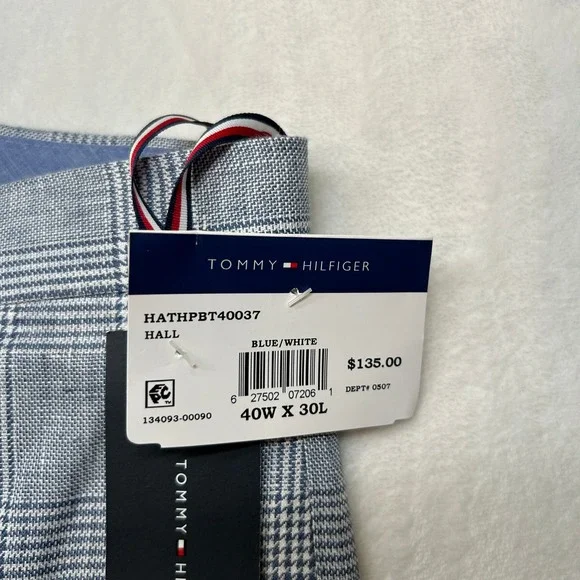 TOMMY HILFIGER
HATHPBT40037
HALL
BLUE/WHITE
$135.00
6 27502 07206 1
DEPT# 0507
134093-00090
40W X 30L
TOMMY H